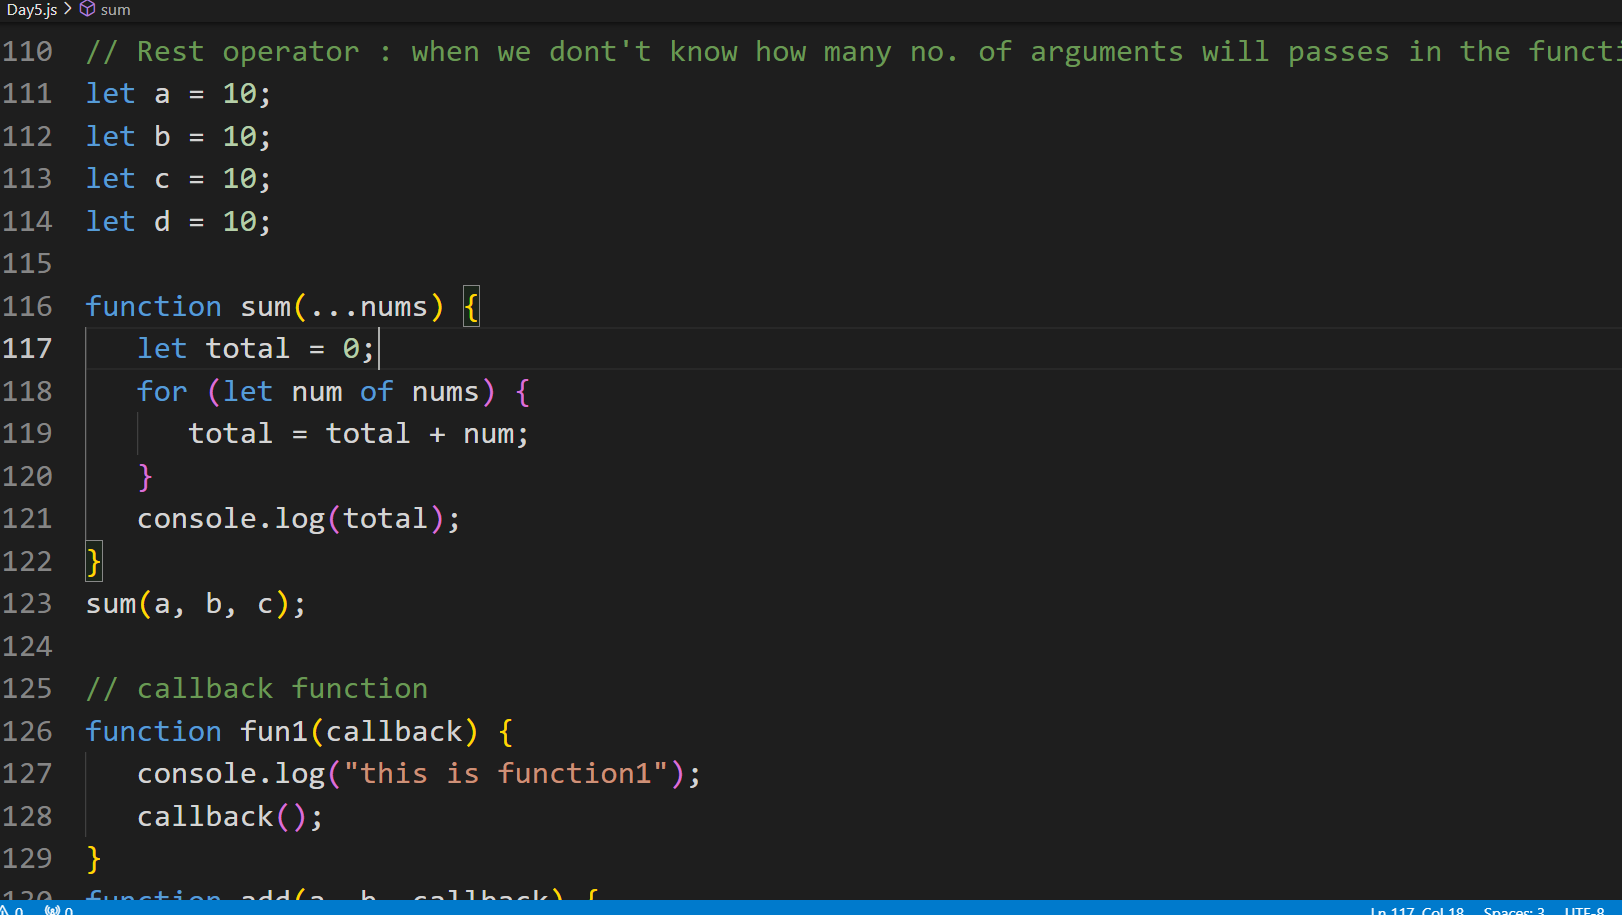 Day5.js > sum
110 // Rest operator : when we dont't know how many no. of arguments will passes in the functi
111 let a = 10;
112 let b = 10;
113 let c = 10;
114 let d = 10;
115
116 function sum(...nums) {
117 let total = 0;
118 for (let num of nums) {
119 total = total + num;
120 }
121 console.log(total);
122 }
123 sum(a, b, c);
124
125 // callback function
126 function fun1(callback) {
127 console.log("this is function1");
128 callback();
129 }
130 function add(a, b, callback) {
0 0 Ln 117, Col 18 Spaces: 3 UTF-8